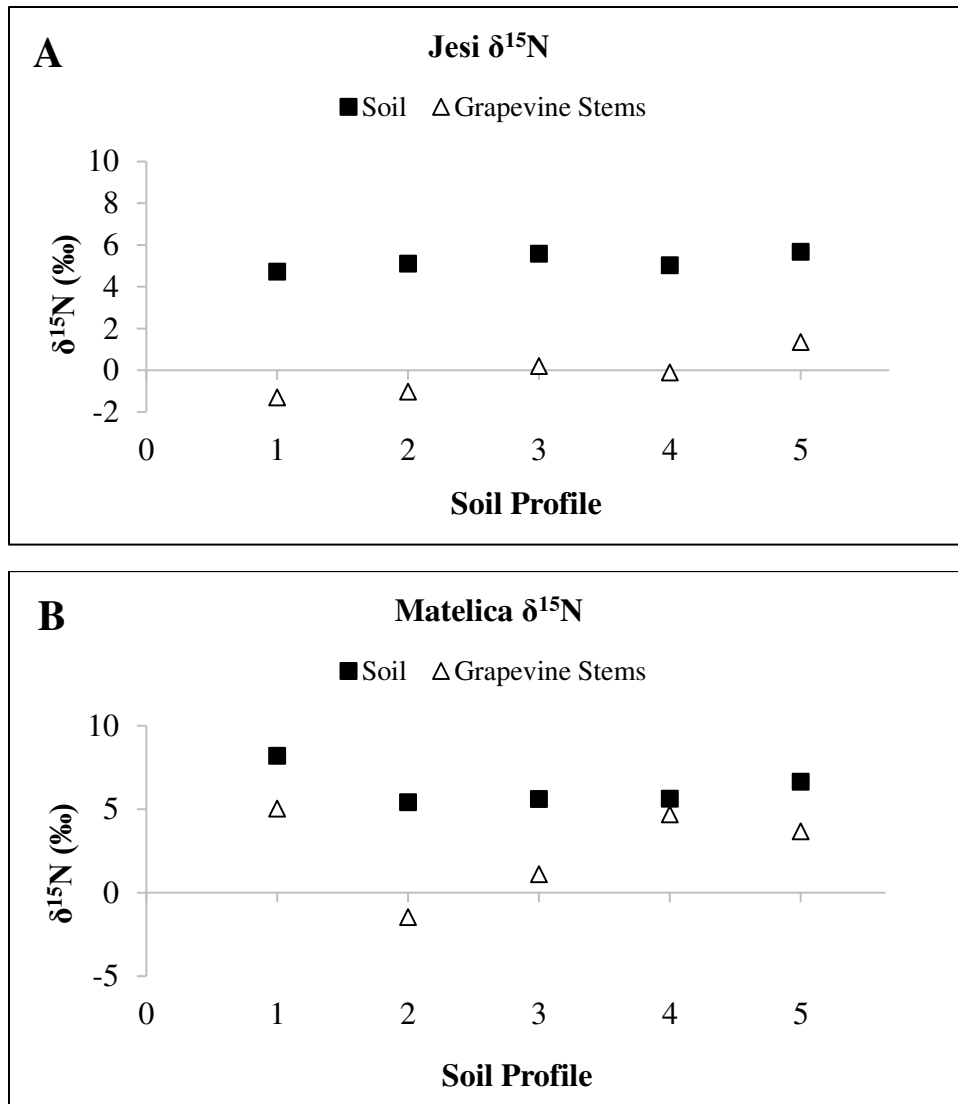 A
Jesi δ¹⁵N
■ Soil △ Grapevine Stems
10
8
6
4
2
0
-2
δ¹⁵N (‰)
0 1 2 3 4 5
Soil Profile
B
Matelica δ¹⁵N
■ Soil △ Grapevine Stems
10
5
0
-5
δ¹⁵N (‰)
0 1 2 3 4 5
Soil Profile